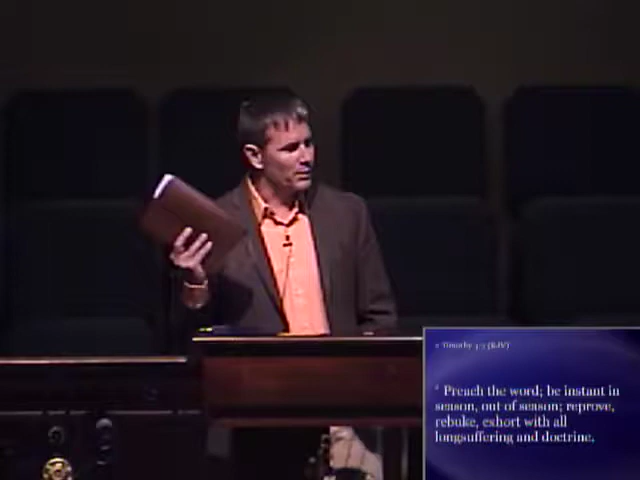 2 Timothy 4:2 (KJV)
2 Preach the word; be instant in
season, out of season; reprove,
rebuke, exhort with all
longsuffering and doctrine.